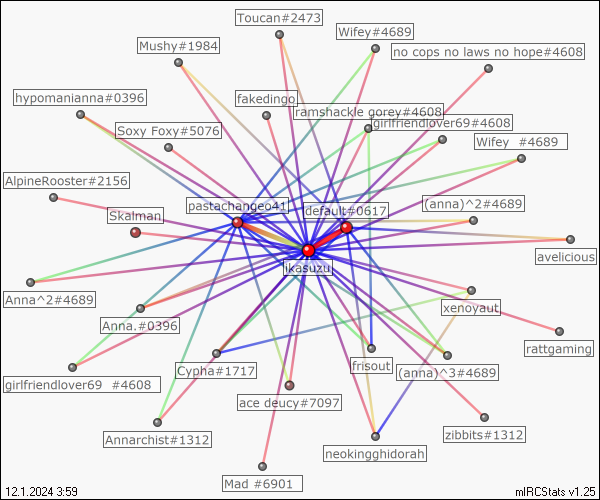 Toucan#2473
Wifey#4689
Mushy#1984
no cops no laws no hope#4608
hypomanianna#0396
fakedingo
ramshackle gorey#4608
girlfriendlover69#4608
Soxy Foxy#5076
Wifey  #4689
AlpineRooster#2156
pastachange041
default#0617
(anna)^2#4689
Skalman
avelicious
ikasuzu
Anna^2#4689
xenoyaut
Anna.#0396
rattgaming
Cypha#1717
frisout
(anna)^3#4689
girlfriendlover69  #4608
ace deucy#7097
Annarchist#1312
zibbits#1312
neokingghidorah
Mad #6901
12.1.2024 3:59
mIRCStats v1.25